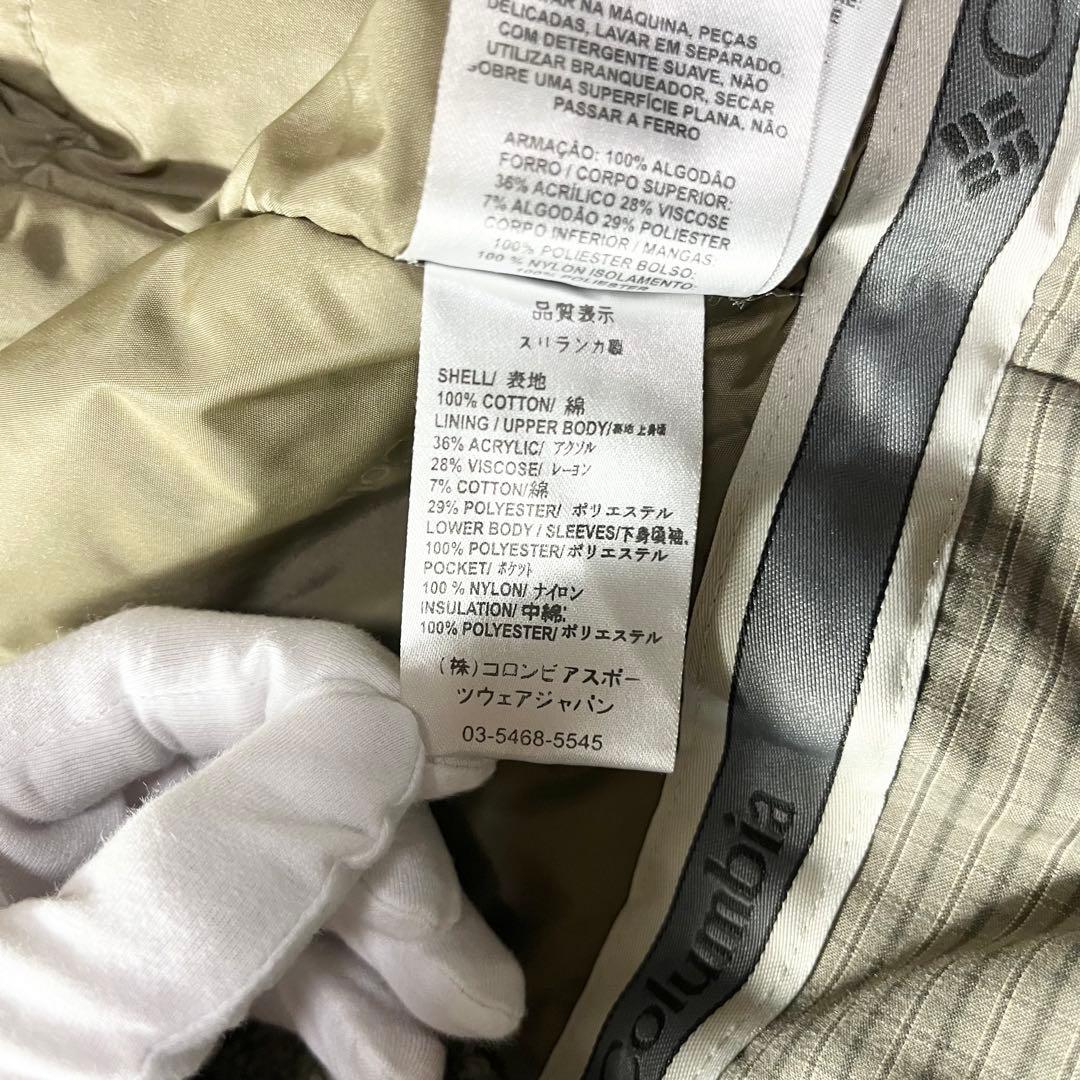 NA MÁQUINA, PEÇAS
DELICADAS, LAVAR EM SEPARADO.
COM DETERGENTE SUAVE, NÃO
UTILIZAR BRANQUEADOR, SECAR
SOBRE UMA SUPERFÍCIE PLANA, NÃO
PASSAR A FERRO
ARMAÇÃO: 100% ALGODÃO
FORRO / CORPO SUPERIOR:
36% ACRÍLICO 28% VISCOSE
7% ALGODÃO 29% POLIESTER
CORPO INFERIOR / MANGAS:
100% POLIESTER BOLSO:
100 % NYLON ISOLAMENTO:
100% POLIESTER
品質表示
スリランカ製
SHELL/ 表地
100% COTTON/ 綿
LINING / UPPER BODY/裏地上身頃
36% ACRYLIC/ アクリル
28% VISCOSE/ レーヨン
7% COTTON/綿
29% POLYESTER/ ポリエステル
LOWER BODY / SLEEVES/下身頃袖、
100% POLYESTER/ポリエステル
POCKET/ ポケット
100 % NYLON/ ナイロン
INSULATION/ 中綿:
100% POLYESTER/ポリエステル
(株)コロンビアスポー
ツウェアジャパン
03-5468-5545
Columbia